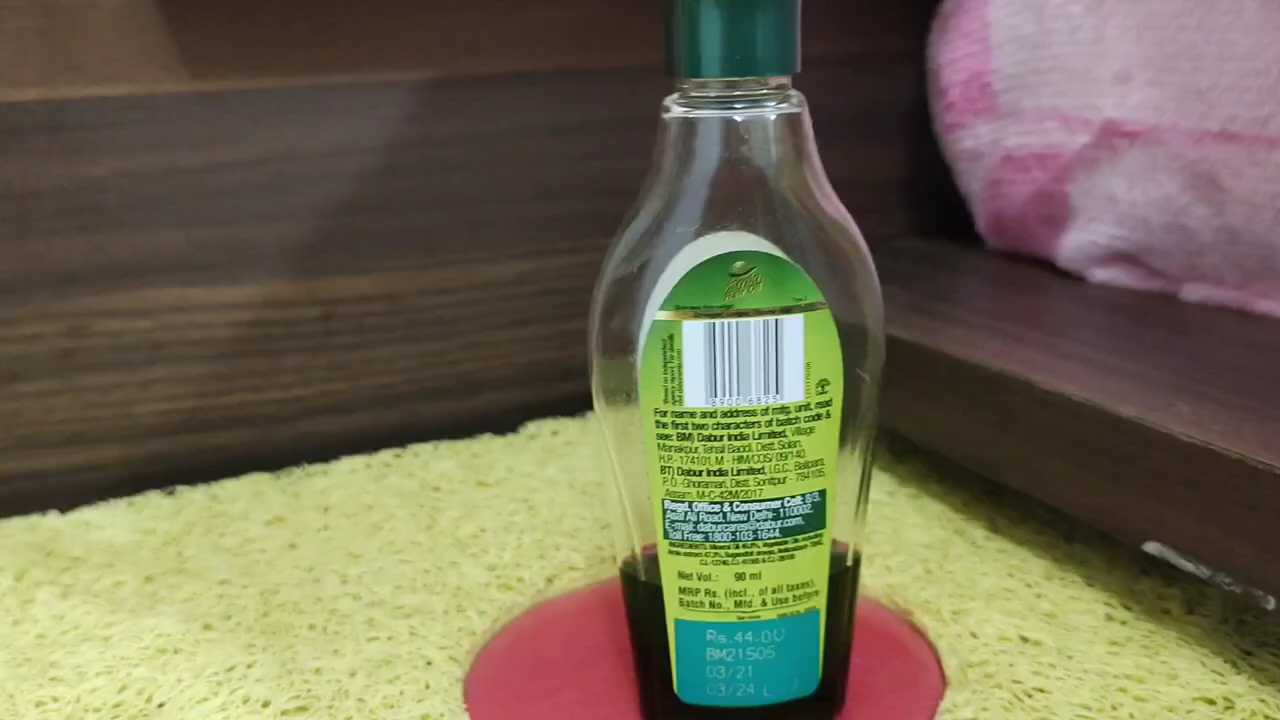 Amla
Hair Oil
8900 6825
For name and address of mfg. unit, read
the first two characters of batch code &
see: BM) Dabur India Limited, Village
Manakpur, Tehsil Baddi, Distt. Solan,
H.P.-174101, M - HIM/COS/09/140.
BT) Dabur India Limited, I.G.C., Balipara,
P.O.-Ghoramari, Distt. Sonitpur - 784105,
Assam, M-C-42M/2017.
Regd. Office & Consumer Cell: 8/3,
Asaf Ali Road, New Delhi- 110002.
E-mail: daburcares@dabur.com,
Toll Free: 1800-103-1644.
Net Vol.: 90 ml
MRP Rs. (incl., of all taxes),
Batch No., Mfd. & Use before
Rs.44-00
BM21505
03/21
03/24 L